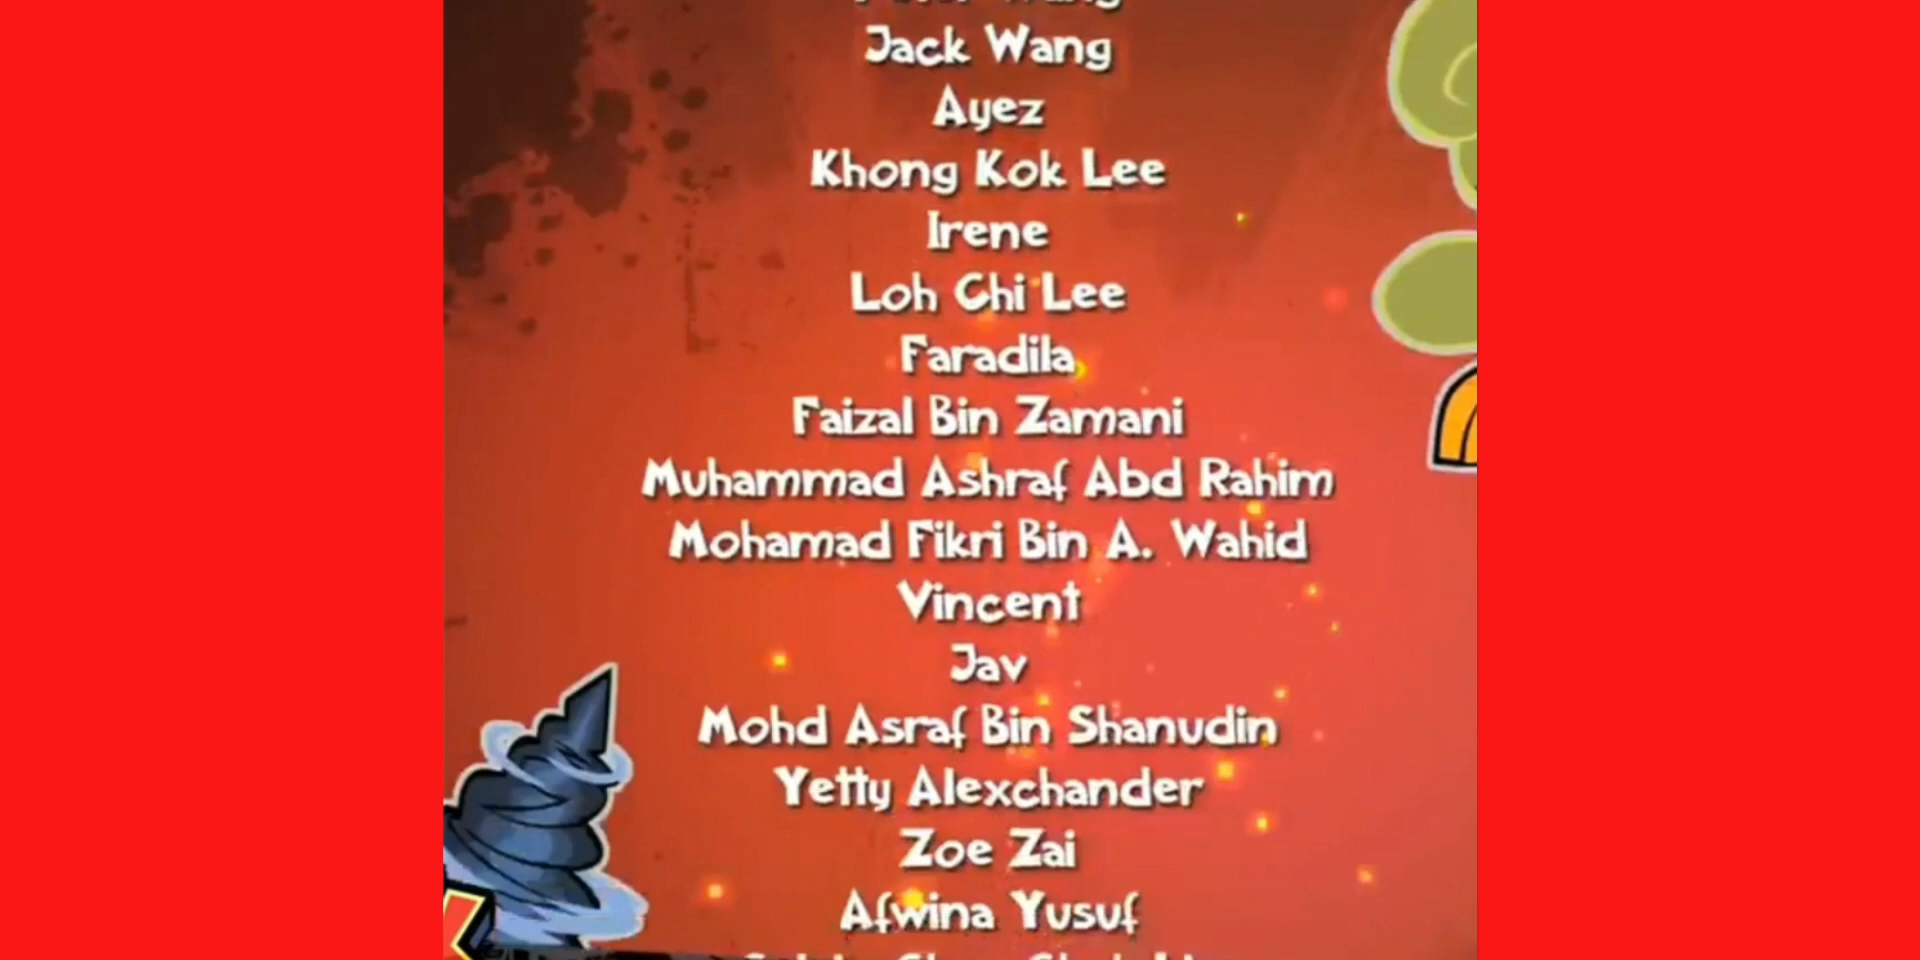 Jack Wang
Ayez
Khong Kok Lee
Irene
Loh Chi Lee
Faradila
Faizal Bin Zamani
Muhammad Ashraf Abd Rahim
Mohamad Fikri Bin A. Wahid
Vincent
Jav
Mohd Asraf Bin Shanudin
Yetty Alexchander
Zoe Zai
Afwina Yusuf